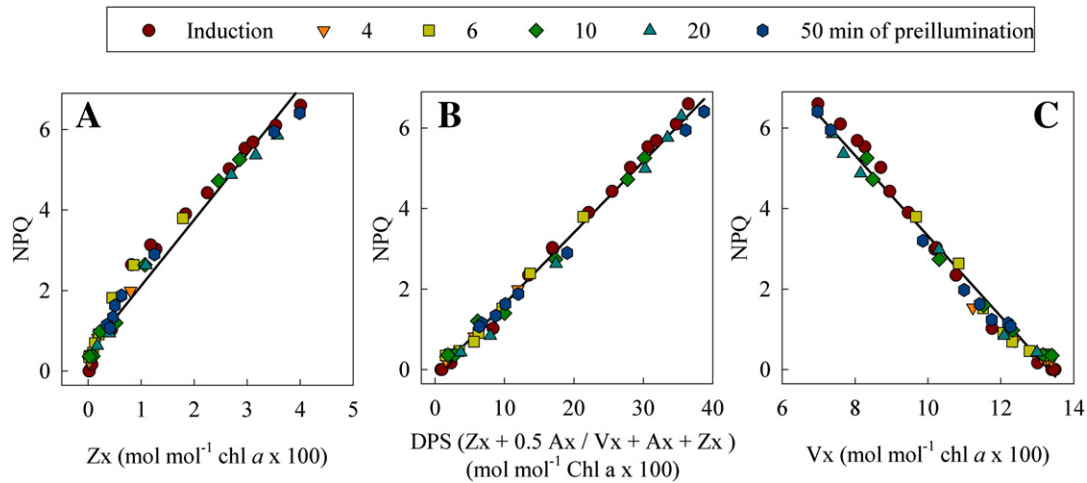 Induction 4 6 10 20 50 min of preillumination
A
NPQ
6
4
2
0
0 1 2 3 4 5
Zx (mol mol⁻¹ chl a x 100)
B
NPQ
6
4
2
0
0 10 20 30 40
DPS (Zx + 0.5 Ax / Vx + Ax + Zx )
(mol mol⁻¹ Chl a x 100)
C
NPQ
6
4
2
0
6 8 10 12 14
Vx (mol mol⁻¹ chl a x 100)